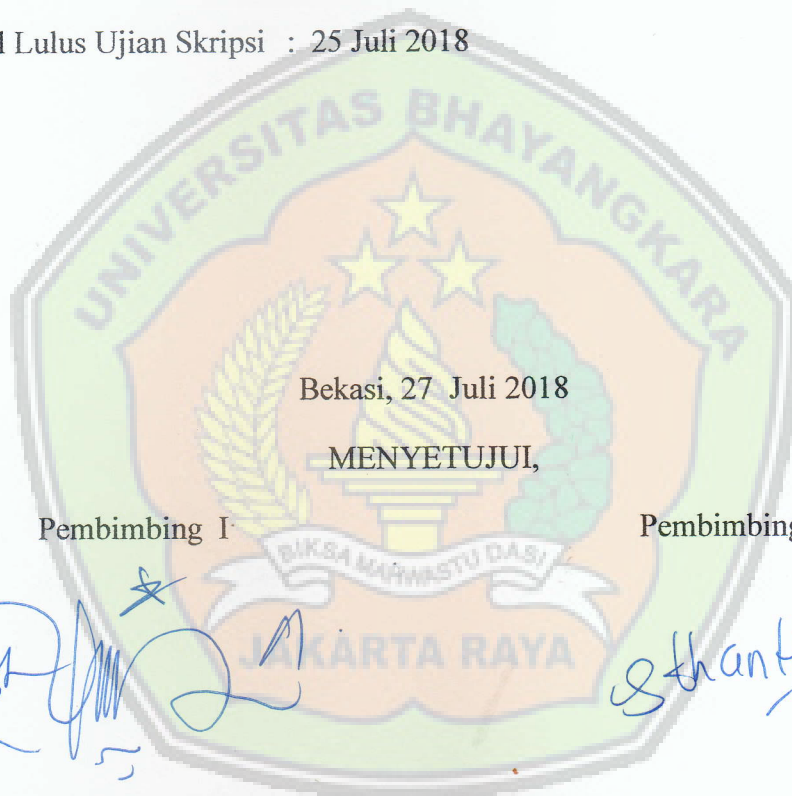 Lulus Ujian Skripsi : 25 Juli 2018
UNIVERSITAS BHAYANGKARA
Bekasi, 27 Juli 2018
MENYETUJUI,
Pembimbing I
Pembimbing
BIKSA MARWASTU DASI
JAKARTA RAYA